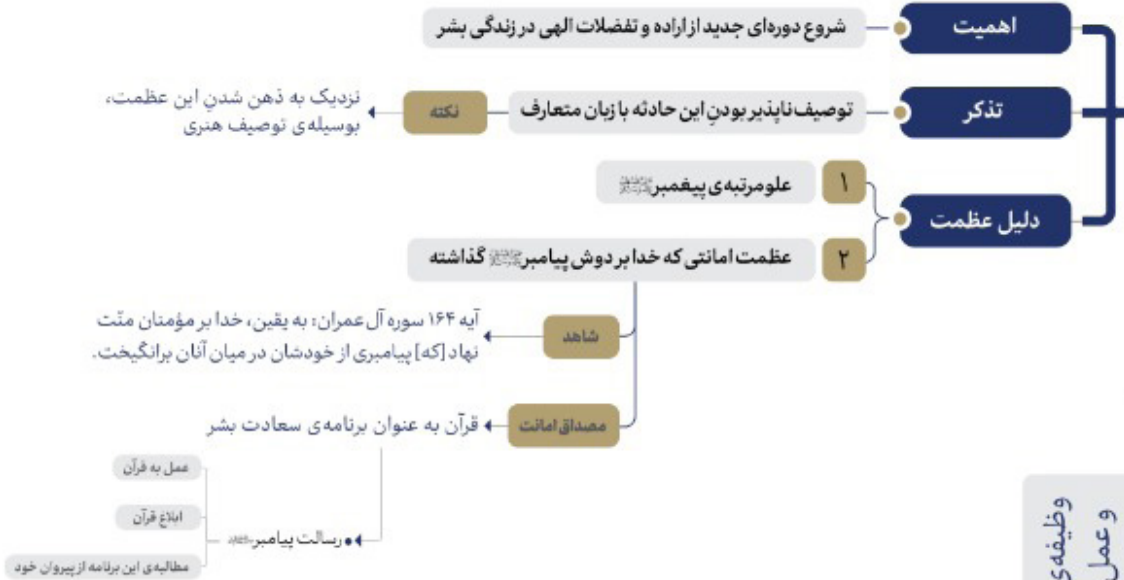 اهمیت
شروع دوره‌ای جدید از اراده و تفضلات الهی در زندگی بشر
تذکر
توصیف‌ناپذیر بودنِ این حادثه با زبان متعارف
نکته
نزدیک به ذهن شدنِ این عظمت،
بوسیله‌ی توصیف هنری
دلیل عظمت
۱
علو مرتبه‌ی پیغمبر
۲
عظمت امانتی که خدا بر دوش پیامبر گذاشته
شاهد
آیه ۱۶۴ سوره آل عمران: به یقین، خدا بر مؤمنان منّت
نهاد [که] پیامبری از خودشان در میان آنان برانگیخت.
مصداق امانت
قرآن به عنوان برنامه‌ی سعادت بشر
رسالت پیامبر
عمل به قرآن
ابلاغ قرآن
مطالبه‌ی این برنامه از پیروان خود
وظیفه‌ی
و عمل